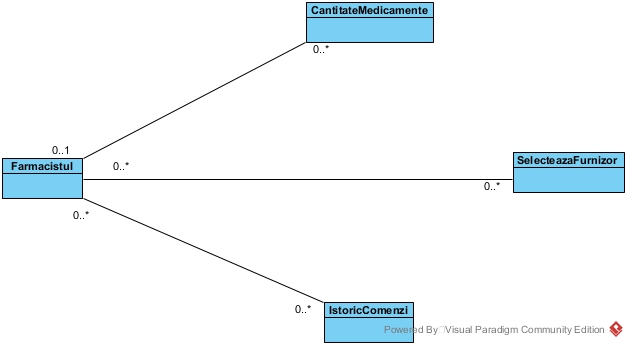 CantitateMedicamente
0..*
0..1
Farmacistul
0..*
SelecteazaFurnizor
0..*
0..*
0..*
IstoricComenzi
Powered By Visual Paradigm Community Edition